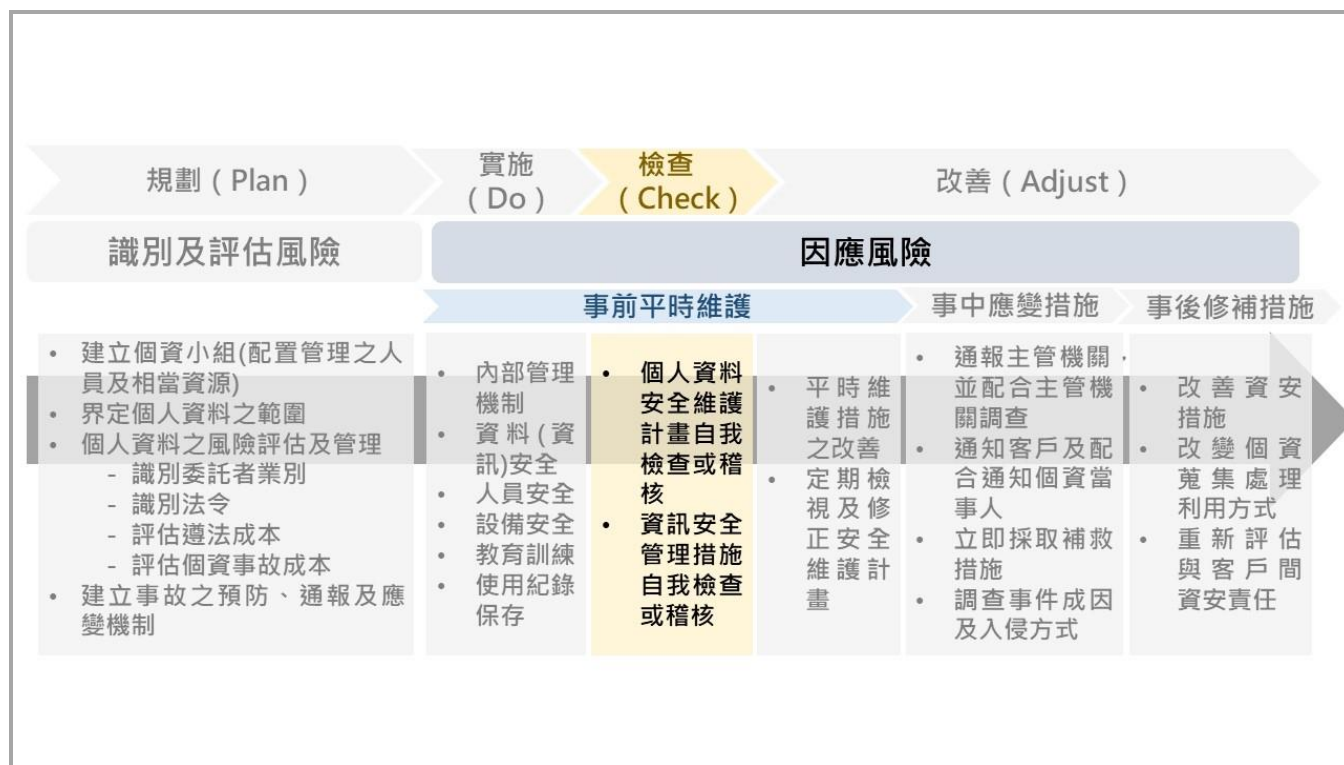 規劃（Plan）
實施
（Do）
檢查
（Check）
改善（Adjust）
識別及評估風險
因應風險
事前平時維護
事中應變措施
事後修補措施
• 建立個資小組(配置管理之人
員及相當資源)
• 界定個人資料之範圍
• 個人資料之風險評估及管理
- 識別委託者業別
- 識別法令
- 評估遵法成本
- 評估個資事故成本
• 建立事故之預防、通報及應
變機制
• 內部管理
機制
• 資料(資
訊)安全
• 人員安全
• 設備安全
• 教育訓練
• 使用紀錄
保存
• 個人資料
安全維護
計畫自我
檢查或稽
核
• 資訊安全
管理措施
自我檢查
或稽核
• 平時維
護措施
之改善
• 定期檢
視及修
正安全
維護計
畫
• 通報主管機關，
並配合主管機
關調查
• 通知客戶及配
合通知個資當
事人
• 立即採取補救
措施
• 調查事件成因
及入侵方式
• 改善資安
措施
• 改變個資
蒐集處理
利用方式
• 重新評估
與客戶間
資安責任